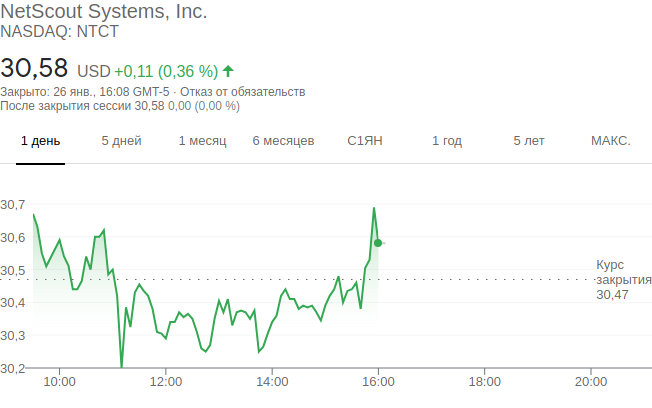 NetScout Systems, Inc.
NASDAQ: NTCT
30,58 USD +0,11 (0,36 %)
Закрыто: 26 янв., 16:08 GMT-5 · Отказ от обязательств
После закрытия сессии 30,58 0,00 (0,00 %)
1 день 5 дней 1 месяц 6 месяцев С1ЯН 1 год 5 лет МАКС.
30,7
30,6
30,5
30,4
30,3
30,2
Курс
закрытия
30,47
10:00 12:00 14:00 16:00 18:00 20:00